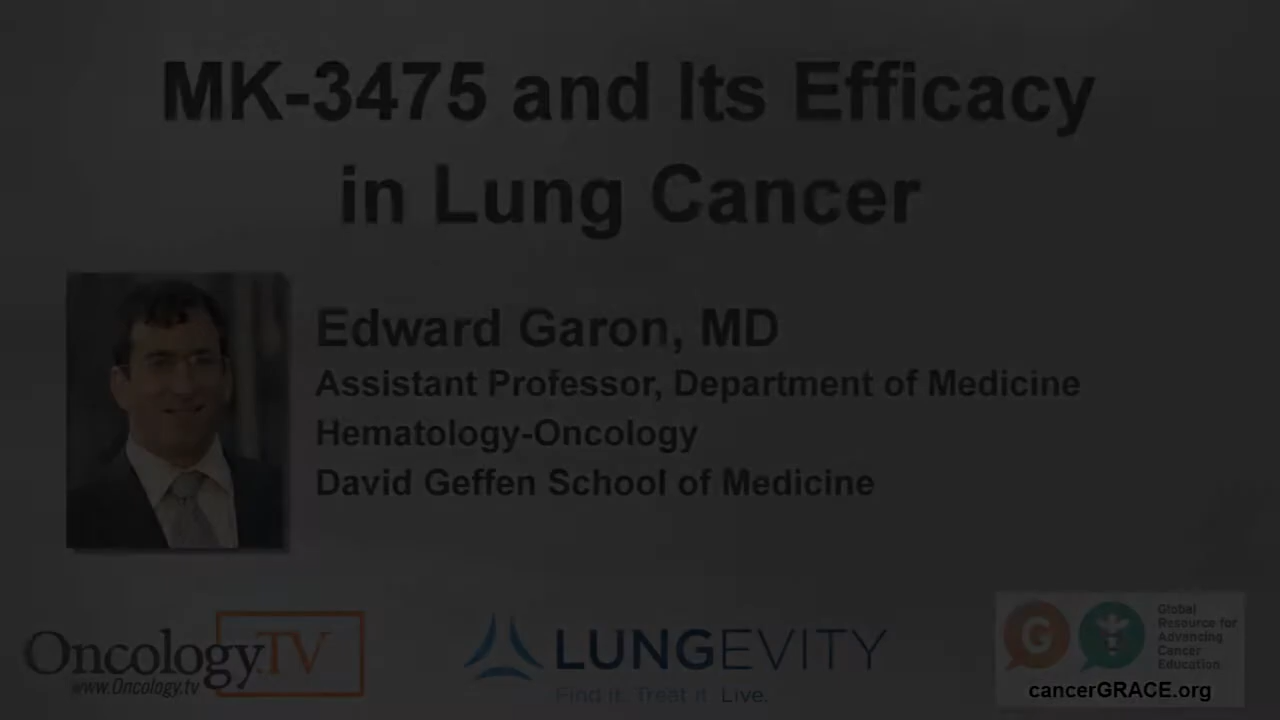 MK-3475 and Its Efficacy
in Lung Cancer
Edward Garon, MD
Assistant Professor, Department of Medicine
Hematology-Oncology
David Geffen School of Medicine
Oncology.TV
www.Oncology.tv
LUNGEVITY
Find it. Treat it. Live.
G
Global
Resource for
Advancing
Cancer
Education
cancerGRACE.org